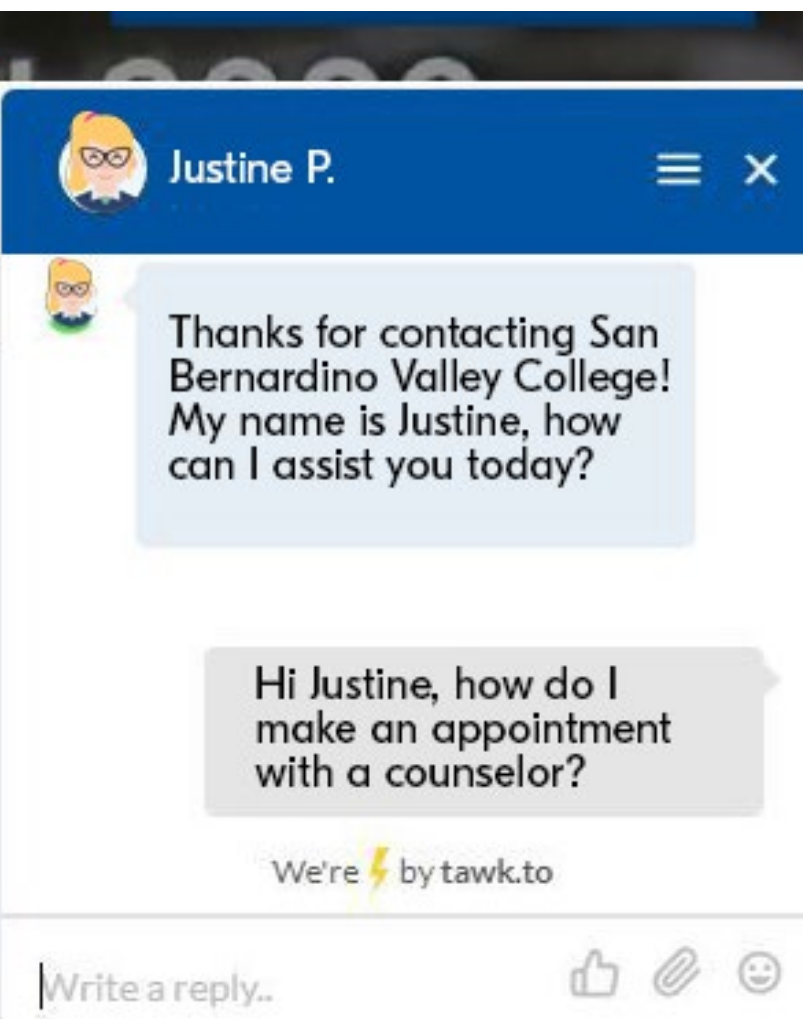 Justine P.
Thanks for contacting San
Bernardino Valley College!
My name is Justine, how
can I assist you today?
Hi Justine, how do I
make an appointment
with a counselor?
We're by tawk.to
Write a reply..